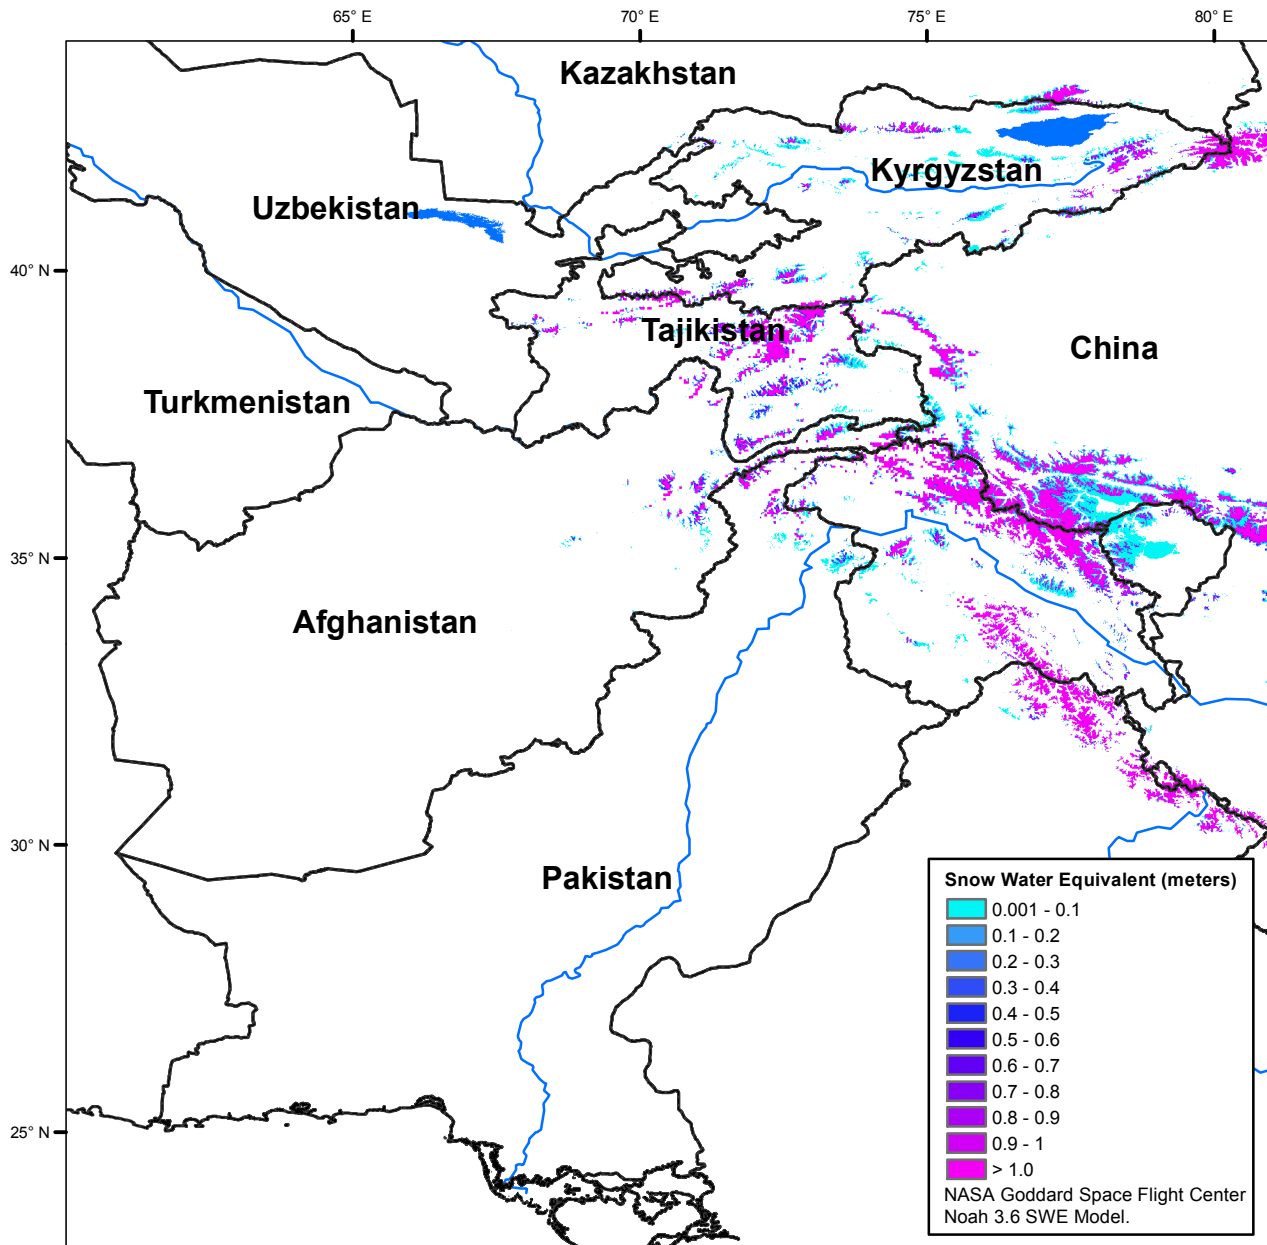 65° E 70° E 75° E 80° E
Kazakhstan
Kyrgyzstan
Uzbekistan
40° N
Tajikistan
China
Turkmenistan
35° N
Afghanistan
30° N
Pakistan
Snow Water Equivalent (meters)
0.001 - 0.1
0.1 - 0.2
0.2 - 0.3
0.3 - 0.4
0.4 - 0.5
0.5 - 0.6
0.6 - 0.7
0.7 - 0.8
0.8 - 0.9
0.9 - 1
> 1.0
NASA Goddard Space Flight Center
Noah 3.6 SWE Model.
25° N